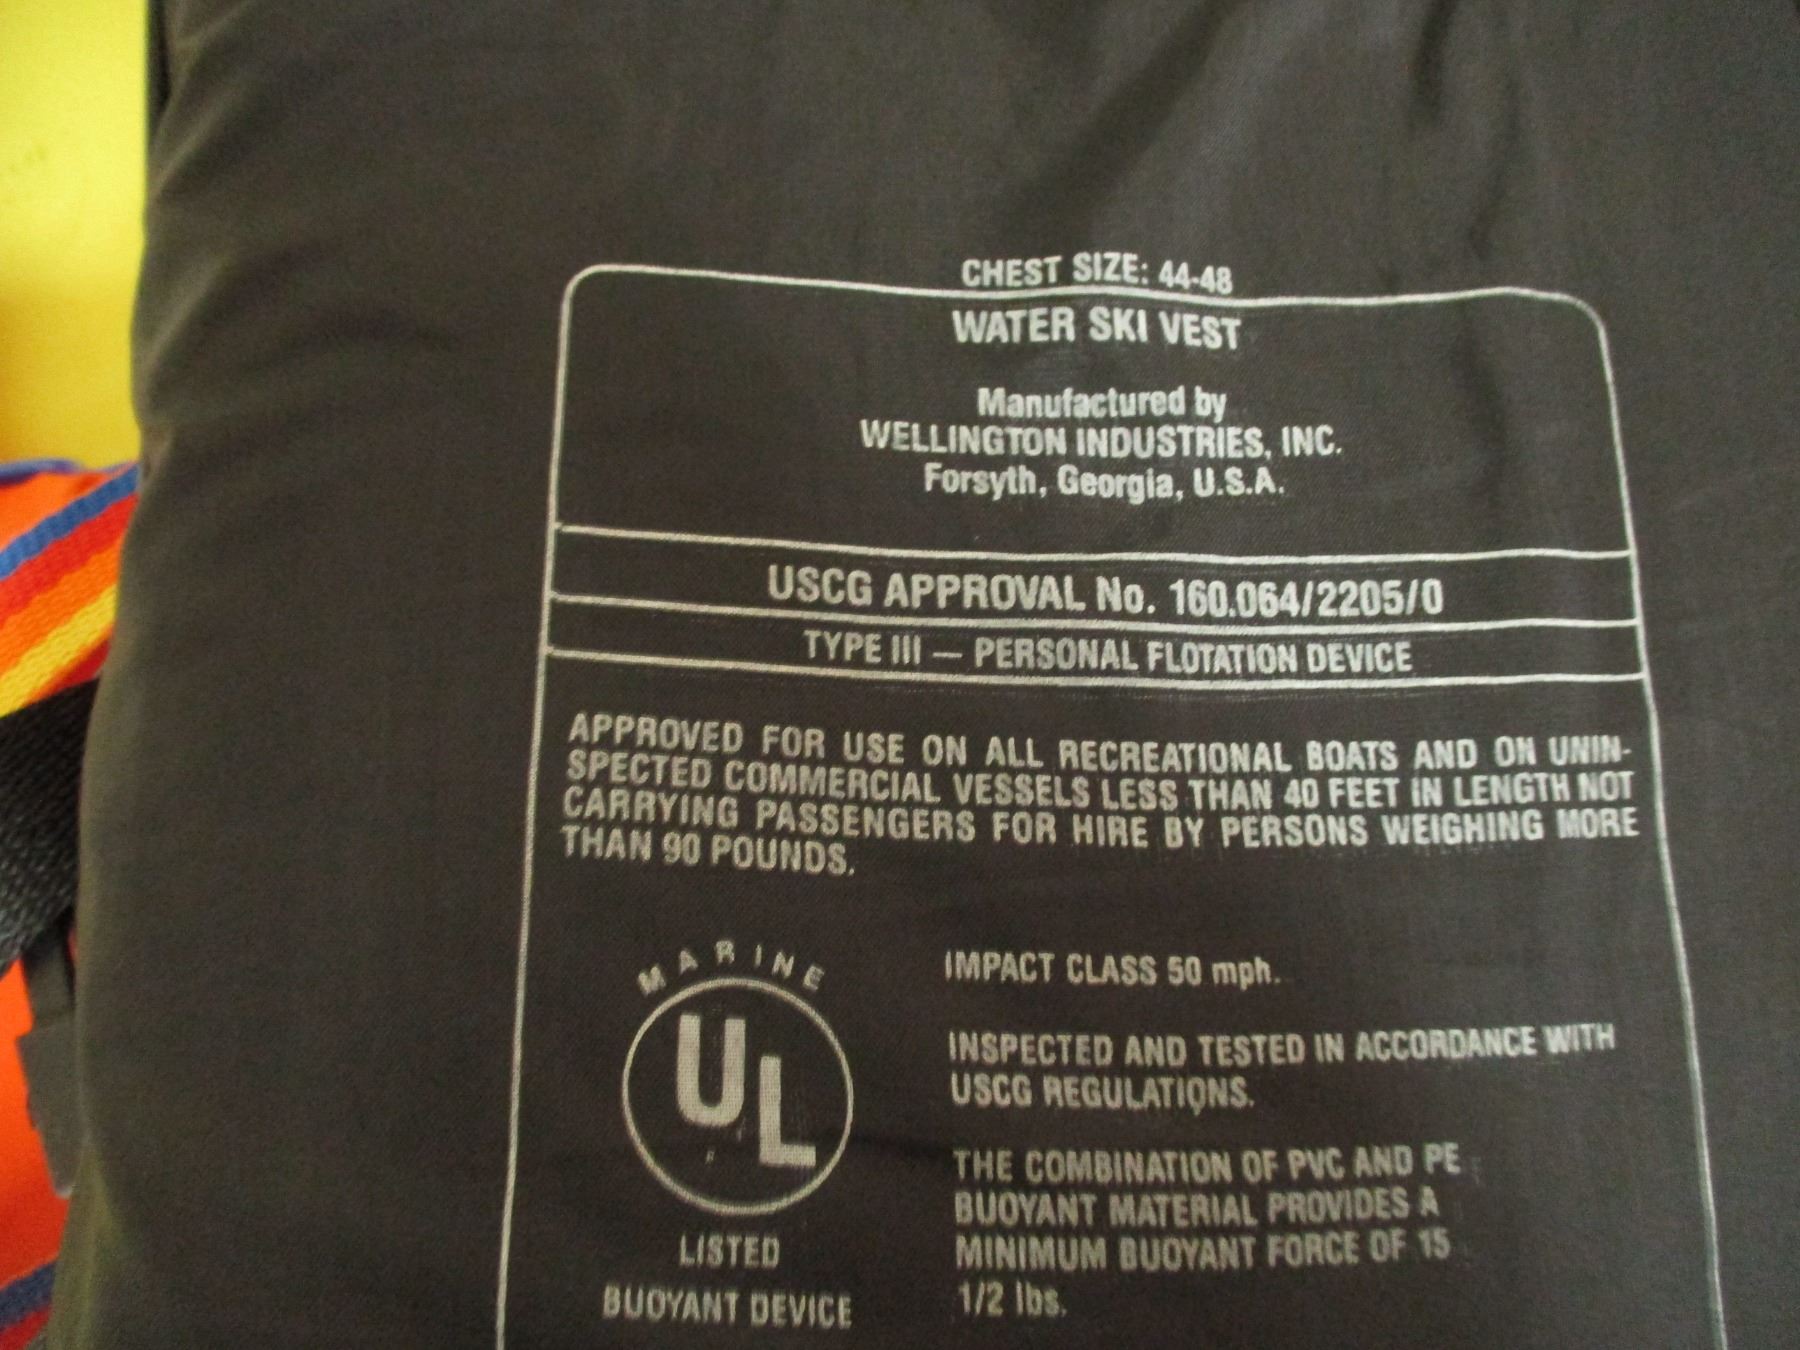 CHEST SIZE: 44-48
WATER SKI VEST
Manufactured by
WELLINGTON INDUSTRIES, INC.
Forsyth, Georgia, U.S.A.
USCG APPROVAL No. 160.064/2205/0
TYPE III — PERSONAL FLOTATION DEVICE
APPROVED FOR USE ON ALL RECREATIONAL BOATS AND ON UNIN-
SPECTED COMMERCIAL VESSELS LESS THAN 40 FEET IN LENGTH NOT
CARRYING PASSENGERS FOR HIRE BY PERSONS WEIGHING MORE
THAN 90 POUNDS.
MARINE
UL
LISTED
BUOYANT DEVICE
IMPACT CLASS 50 mph.
INSPECTED AND TESTED IN ACCORDANCE WITH
USCG REGULATIONS.
THE COMBINATION OF PVC AND PE
BUOYANT MATERIAL PROVIDES A
MINIMUM BUOYANT FORCE OF 15
1/2 lbs.